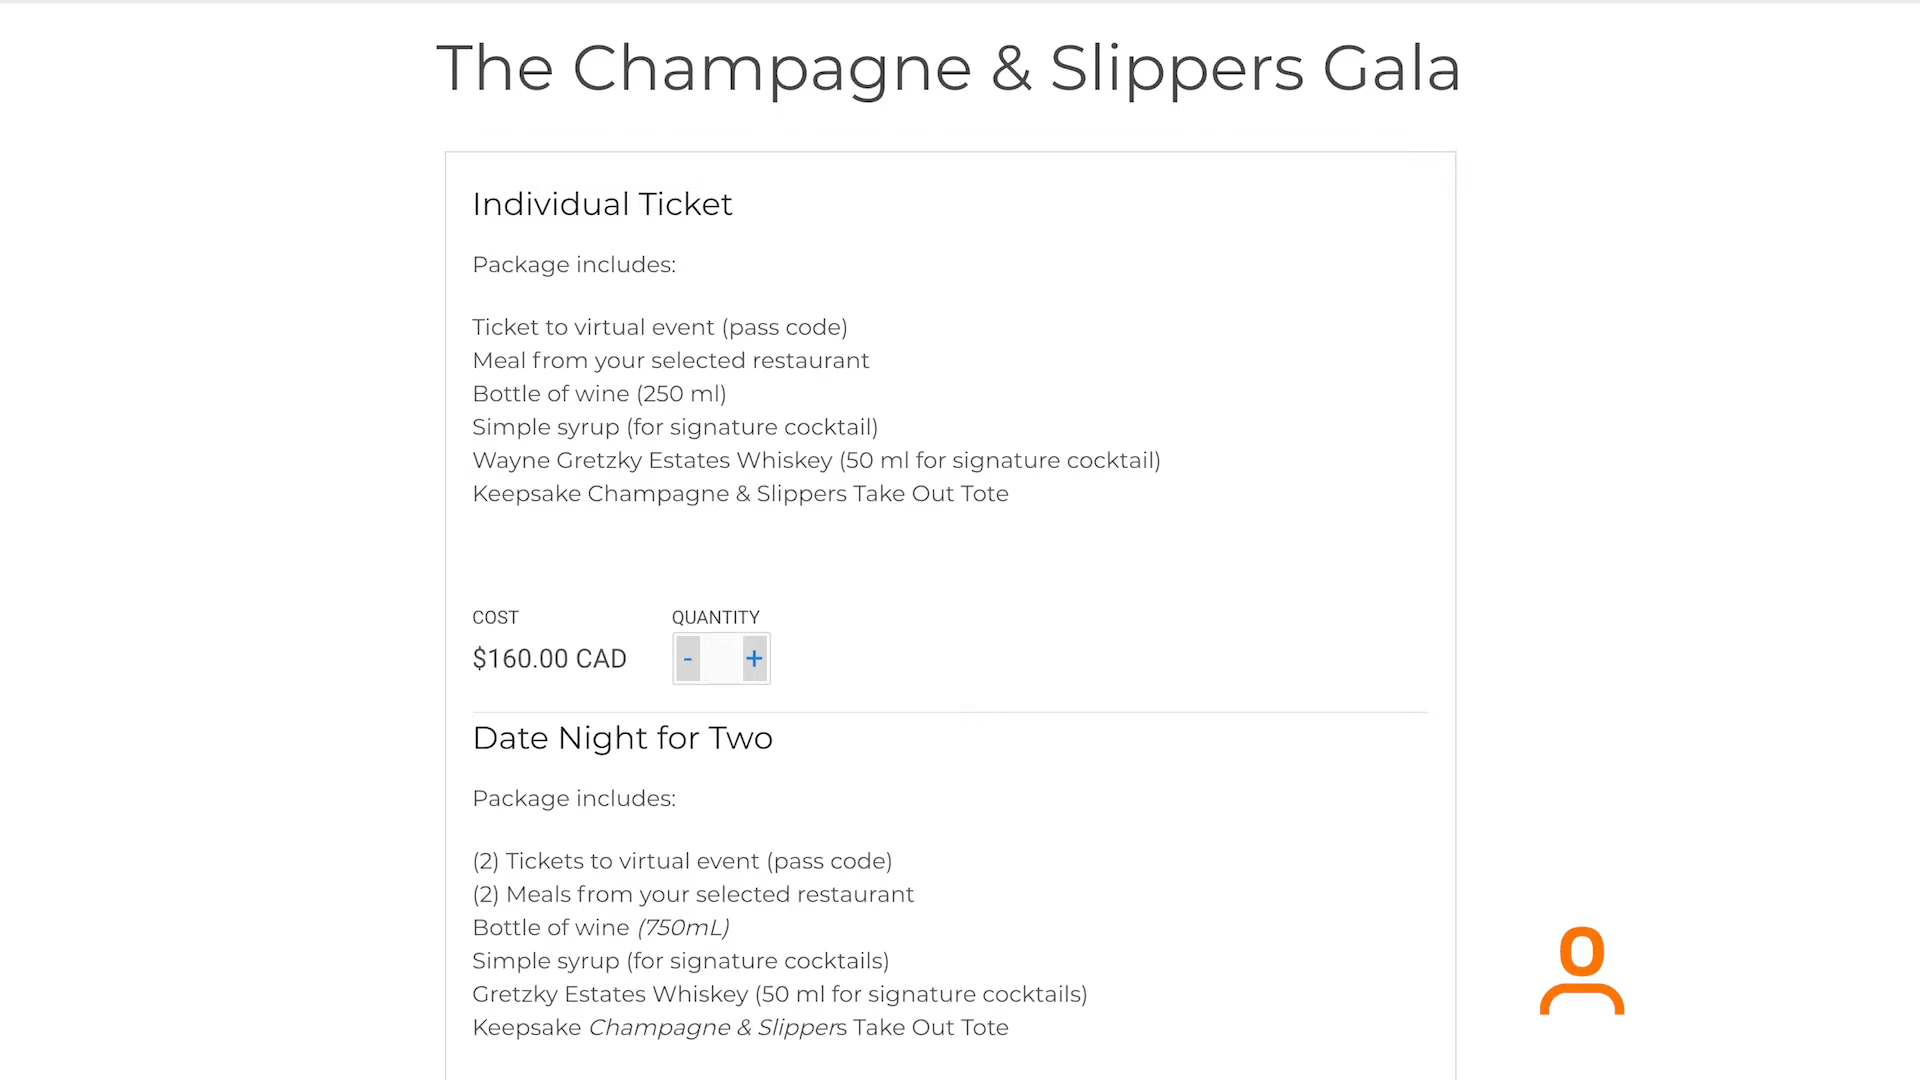 The Champagne & Slippers Gala
Individual Ticket
Package includes:
Ticket to virtual event (pass code)
Meal from your selected restaurant
Bottle of wine (250 ml)
Simple syrup (for signature cocktail)
Wayne Gretzky Estates Whiskey (50 ml for signature cocktail)
Keepsake Champagne & Slippers Take Out Tote
COST QUANTITY
$160.00 CAD - +
Date Night for Two
Package includes:
(2) Tickets to virtual event (pass code)
(2) Meals from your selected restaurant
Bottle of wine (750mL)
Simple syrup (for signature cocktails)
Gretzky Estates Whiskey (50 ml for signature cocktails)
Keepsake Champagne & Slippers Take Out Tote